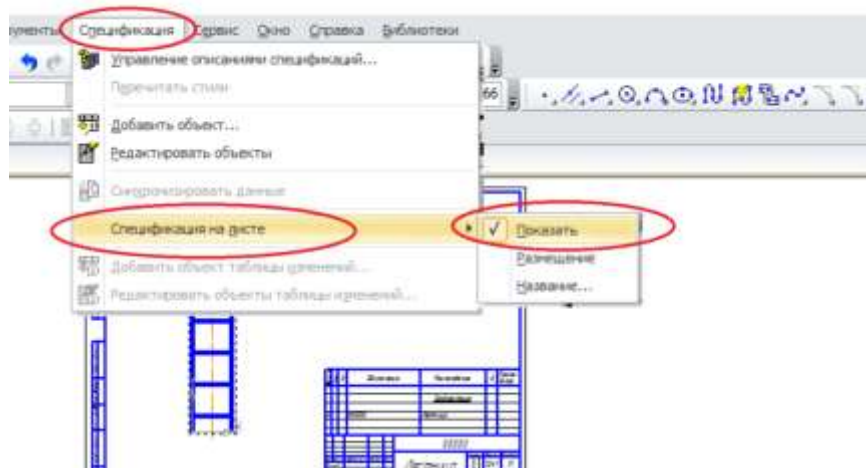 Спецификация Сервис Окно Справка Библиотеки
Управление описаниями спецификаций...
Перечитать стили
66
Добавить объект...
Редактировать объекты
Синхронизировать данные
Спецификация на листе
Показать
Размещение
Название...
Добавить объект таблицы изменений...
Редактировать объекты таблицы изменений...